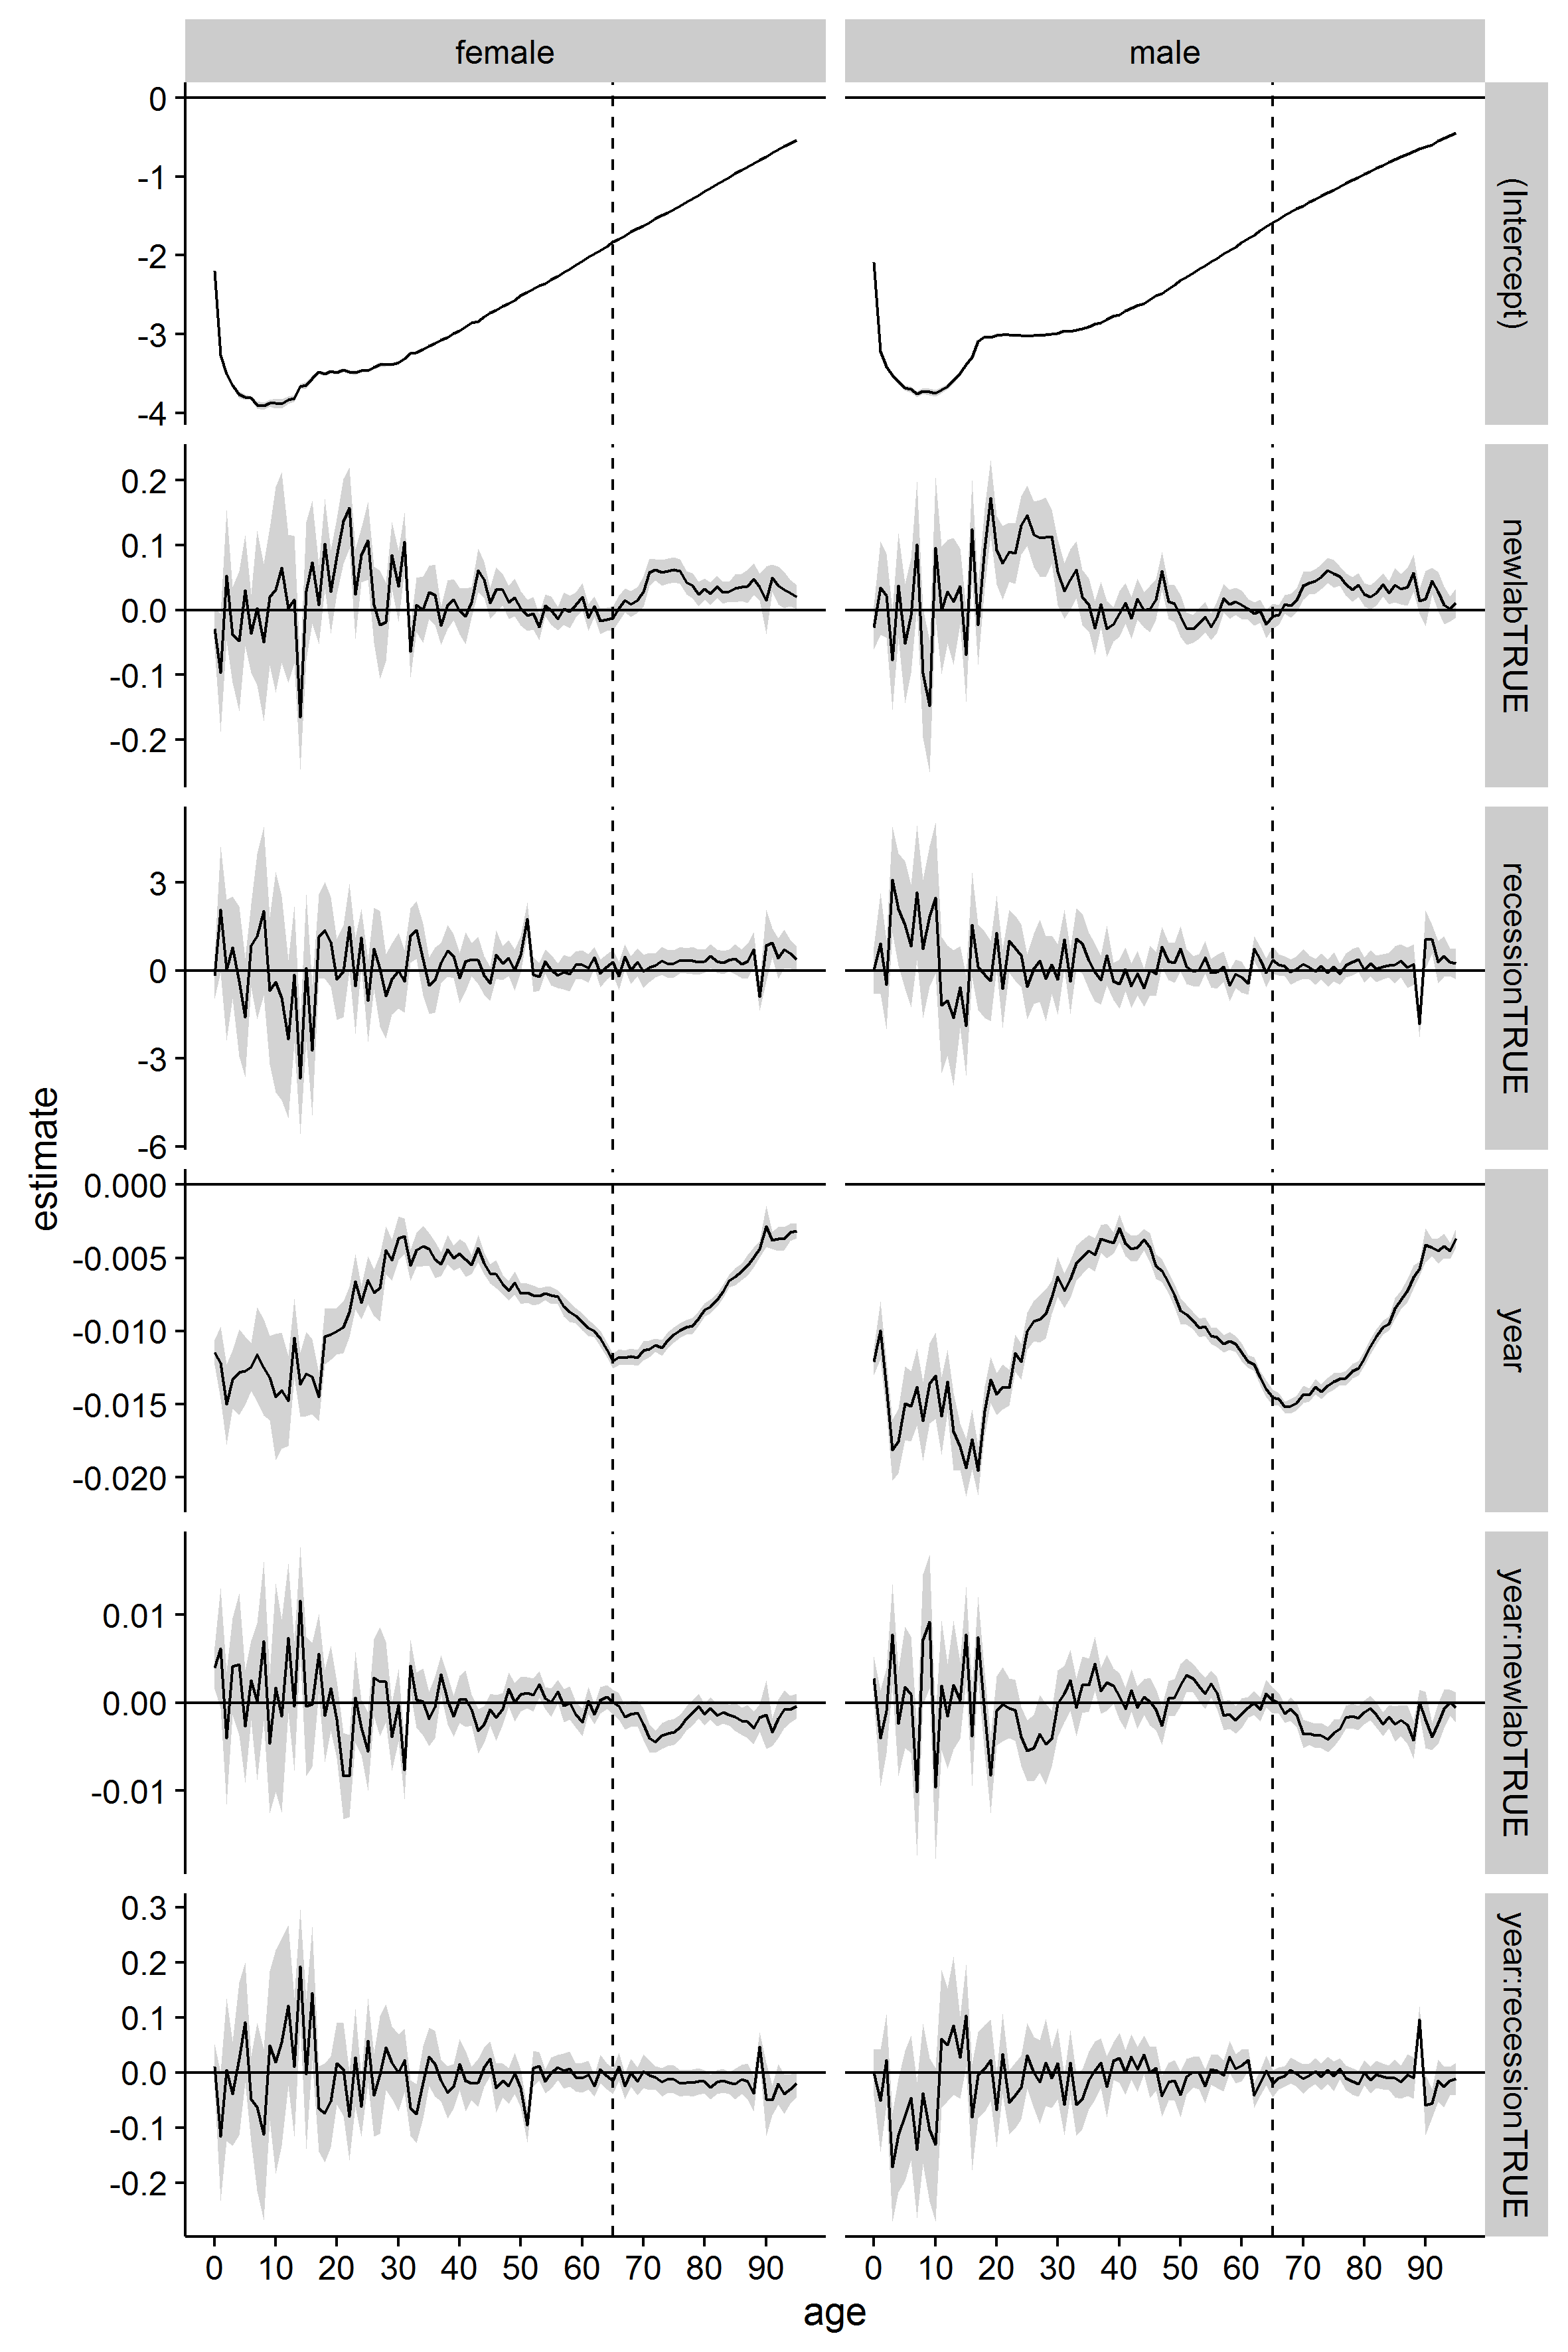 female male
0
-1
-2
-3
-4
(Intercept)
0.2
0.1
0.0
-0.1
-0.2
newlabTRUE
3
0
-3
-6
recessionTRUE
estimate
0.000
-0.005
-0.010
-0.015
-0.020
year
0.01
0.00
-0.01
year:newlabTRUE
0.3
0.2
0.1
0.0
-0.1
-0.2
year:recessionTRUE
0 10 20 30 40 50 60 70 80 90 0 10 20 30 40 50 60 70 80 90
age